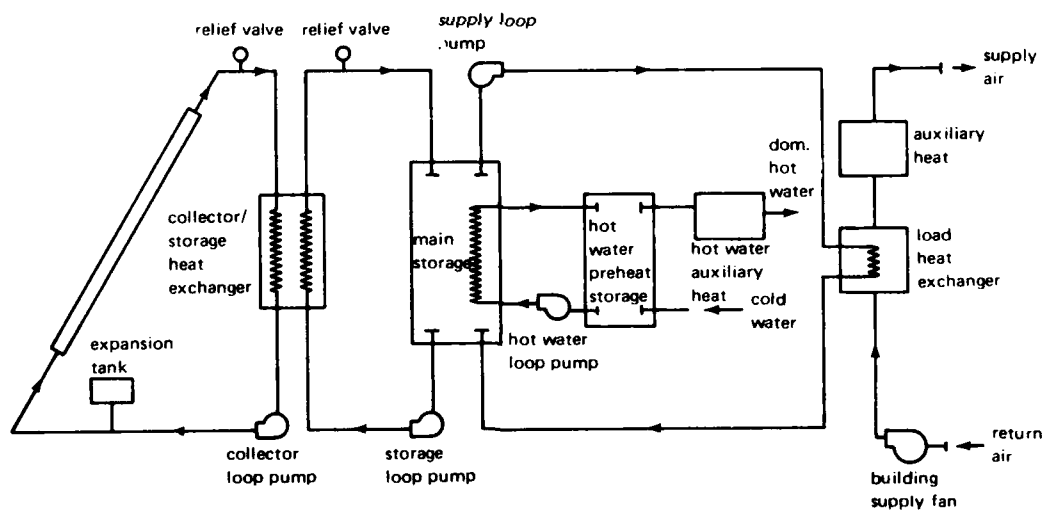 relief valve
relief valve
supply loop
pump
supply
air
auxiliary
heat
dom.
hot
water
collector/
storage
heat
exchanger
main
storage
hot
water
preheat
storage
hot water
auxiliary
heat
load
heat
exchanger
cold
water
expansion
tank
hot water
loop pump
collector
loop pump
storage
loop pump
return
air
building
supply fan